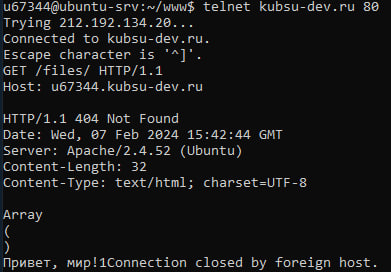 u67344@ubuntu-srv:~/www$ telnet kubsu-dev.ru 80
Trying 212.192.134.20...
Connected to kubsu-dev.ru.
Escape character is '^]'.
GET /files/ HTTP/1.1
Host: u67344.kubsu-dev.ru

HTTP/1.1 404 Not Found
Date: Wed, 07 Feb 2024 15:42:44 GMT
Server: Apache/2.4.52 (Ubuntu)
Content-Length: 32
Content-Type: text/html; charset=UTF-8

Array
(
)
Привет, мир!1Connection closed by foreign host.